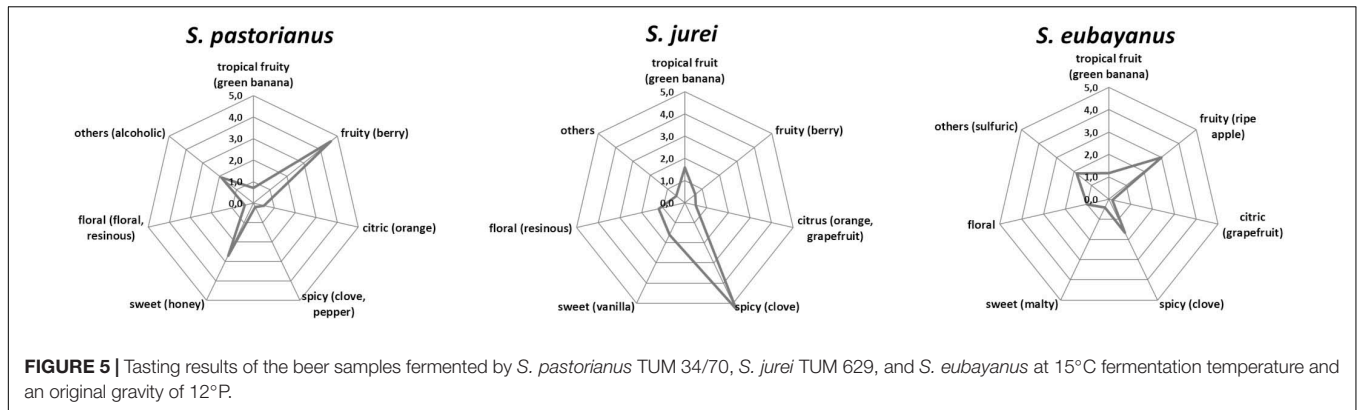 S. pastorianus
tropical fruity
(green banana)
5,0
4,0
3,0
2,0
1,0
0,0
fruity (berry)
citric (orange)
spicy (clove,
pepper)
sweet (honey)
floral (floral,
resinous)
others (alcoholic)
S. jurei
tropical fruit
(green banana)
5,0
4,0
3,0
2,0
1,0
0,0
fruity (berry)
citrus (orange,
grapefruit)
spicy (clove)
sweet (vanilla)
floral (resinous)
others
S. eubayanus
tropical fruit
(green banana)
5,0
4,0
3,0
2,0
1,0
0,0
fruity (ripe
apple)
citric
(grapefruit)
spicy (clove)
sweet (malty)
floral
others (sulfuric)
FIGURE 5 | Tasting results of the beer samples fermented by S. pastorianus TUM 34/70, S. jurei TUM 629, and S. eubayanus at 15°C fermentation temperature and
an original gravity of 12°P.